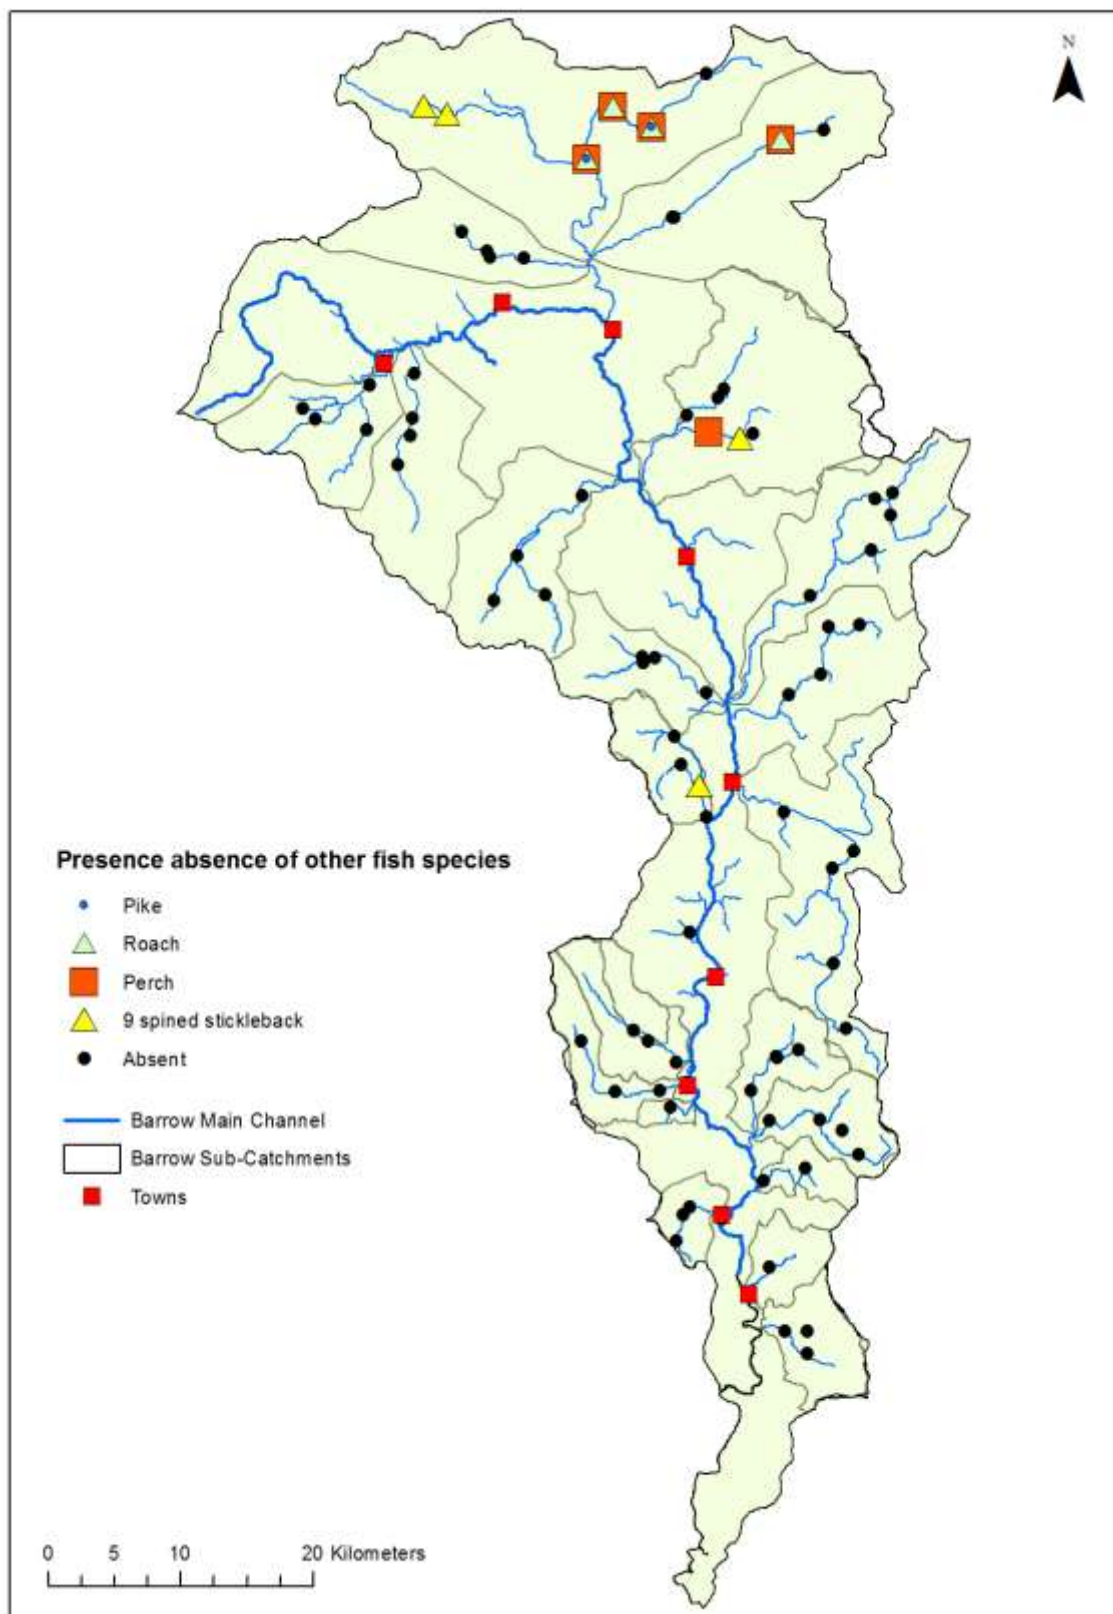 N
Presence absence of other fish species
Pike
Roach
Perch
9 spined stickleback
Absent
Barrow Main Channel
Barrow Sub-Catchments
Towns
0 5 10 20 Kilometers